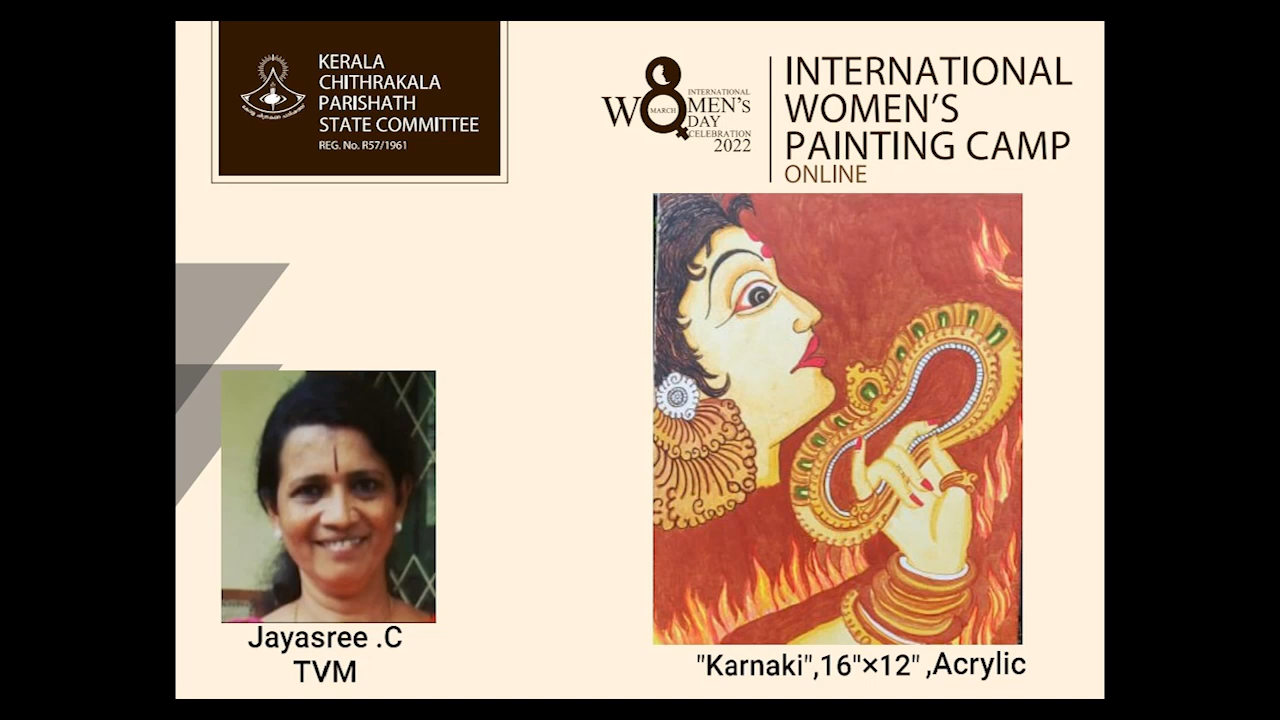 KERALA
CHITHRAKALA
PARISHATH
STATE COMMITTEE
REG. No. R57/1961
INTERNATIONAL
WOMEN's
MARCH
DAY
CELEBRATION
2022
INTERNATIONAL
WOMEN'S
PAINTING CAMP
ONLINE
Jayasree .C
TVM
"Karnaki",16"×12" ,Acrylic